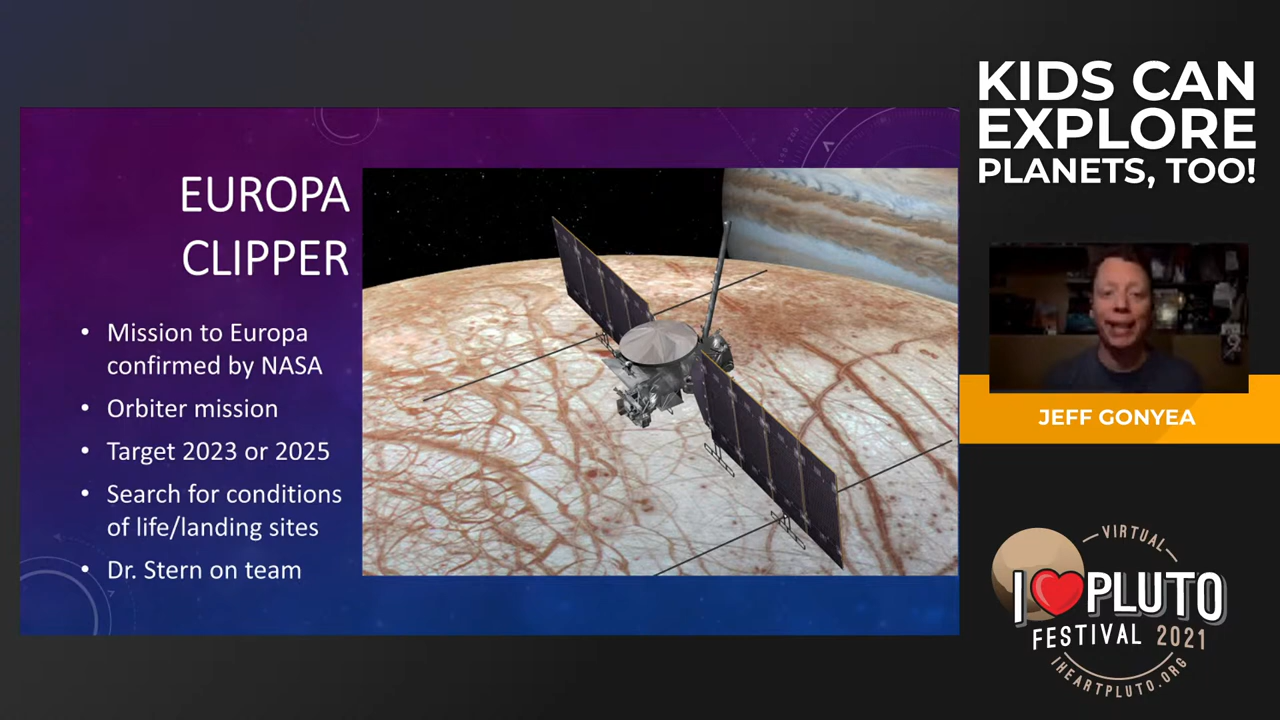 EUROPA
CLIPPER
• Mission to Europa
confirmed by NASA
• Orbiter mission
• Target 2023 or 2025
• Search for conditions
of life/landing sites
• Dr. Stern on team
KIDS CAN
EXPLORE
PLANETS, TOO!
JEFF GONYEA
VIRTUAL
I PLUTO
FESTIVAL 2021
IHEARTPLUTO.ORG